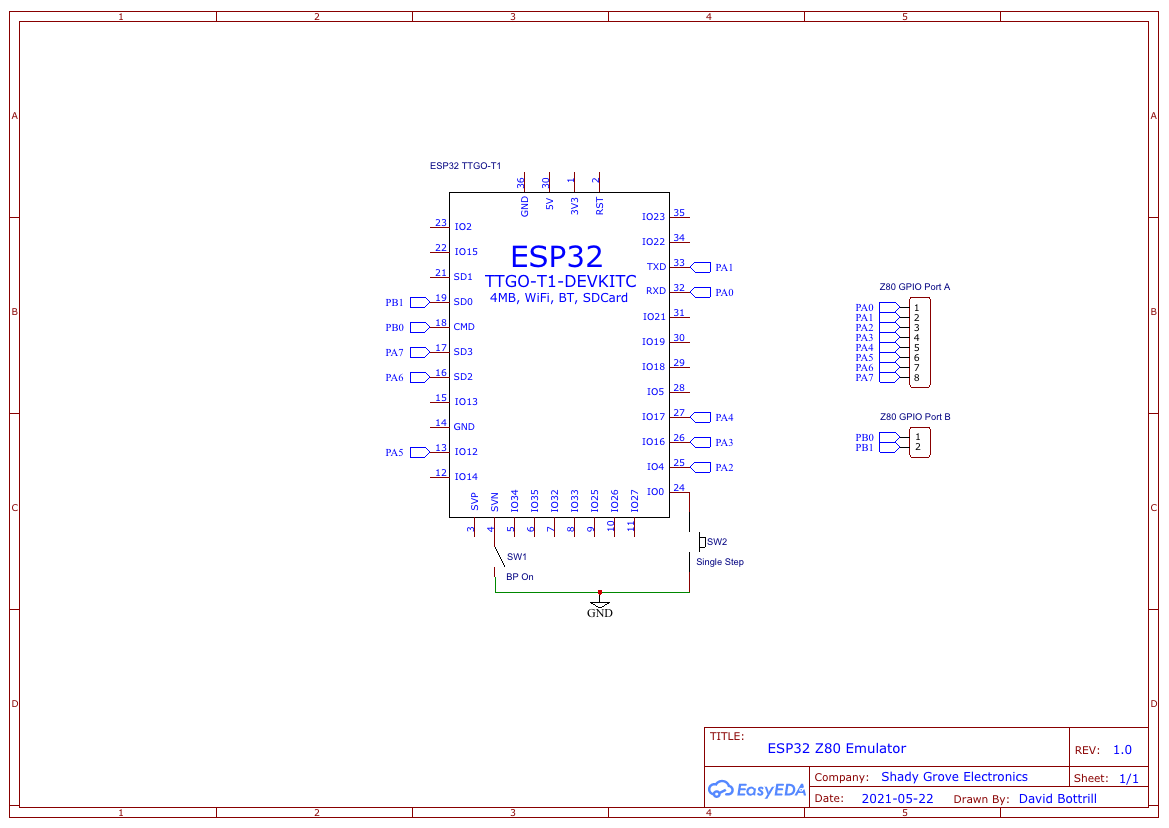 1 2 3 4 5
A A
B B
C C
D D
ESP32 TTGO-T1
36 30 1 2
GND 5V 3V3 RST
ESP32
TTGO-T1-DEVKITC
4MB, WiFi, BT, SDCard
23 IO2
22 IO15
21 SD1
PB1 19 SD0
PB0 18 CMD
PA7 17 SD3
PA6 16 SD2
15 IO13
14 GND
PA5 13 IO12
12 IO14
IO23 35
IO22 34
TXD 33 PA1
RXD 32 PA0
IO21 31
IO19 30
IO18 29
IO5 28
IO17 27 PA4
IO16 26 PA3
IO4 25 PA2
IO0 24
SVP SVN IO34 IO35 IO32 IO33 IO25 IO26 IO27
3 4 5 6 7 8 9 10 11
SW1
BP On
SW2
Single Step
GND
Z80 GPIO Port A
PA0 1
PA1 2
PA2 3
PA3 4
PA4 5
PA5 6
PA6 7
PA7 8
Z80 GPIO Port B
PB0 1
PB1 2
TITLE:
ESP32 Z80 Emulator
REV: 1.0
EasyEDA
Company: Shady Grove Electronics
Sheet: 1/1
Date: 2021-05-22 Drawn By: David Bottrill
1 2 3 4 5